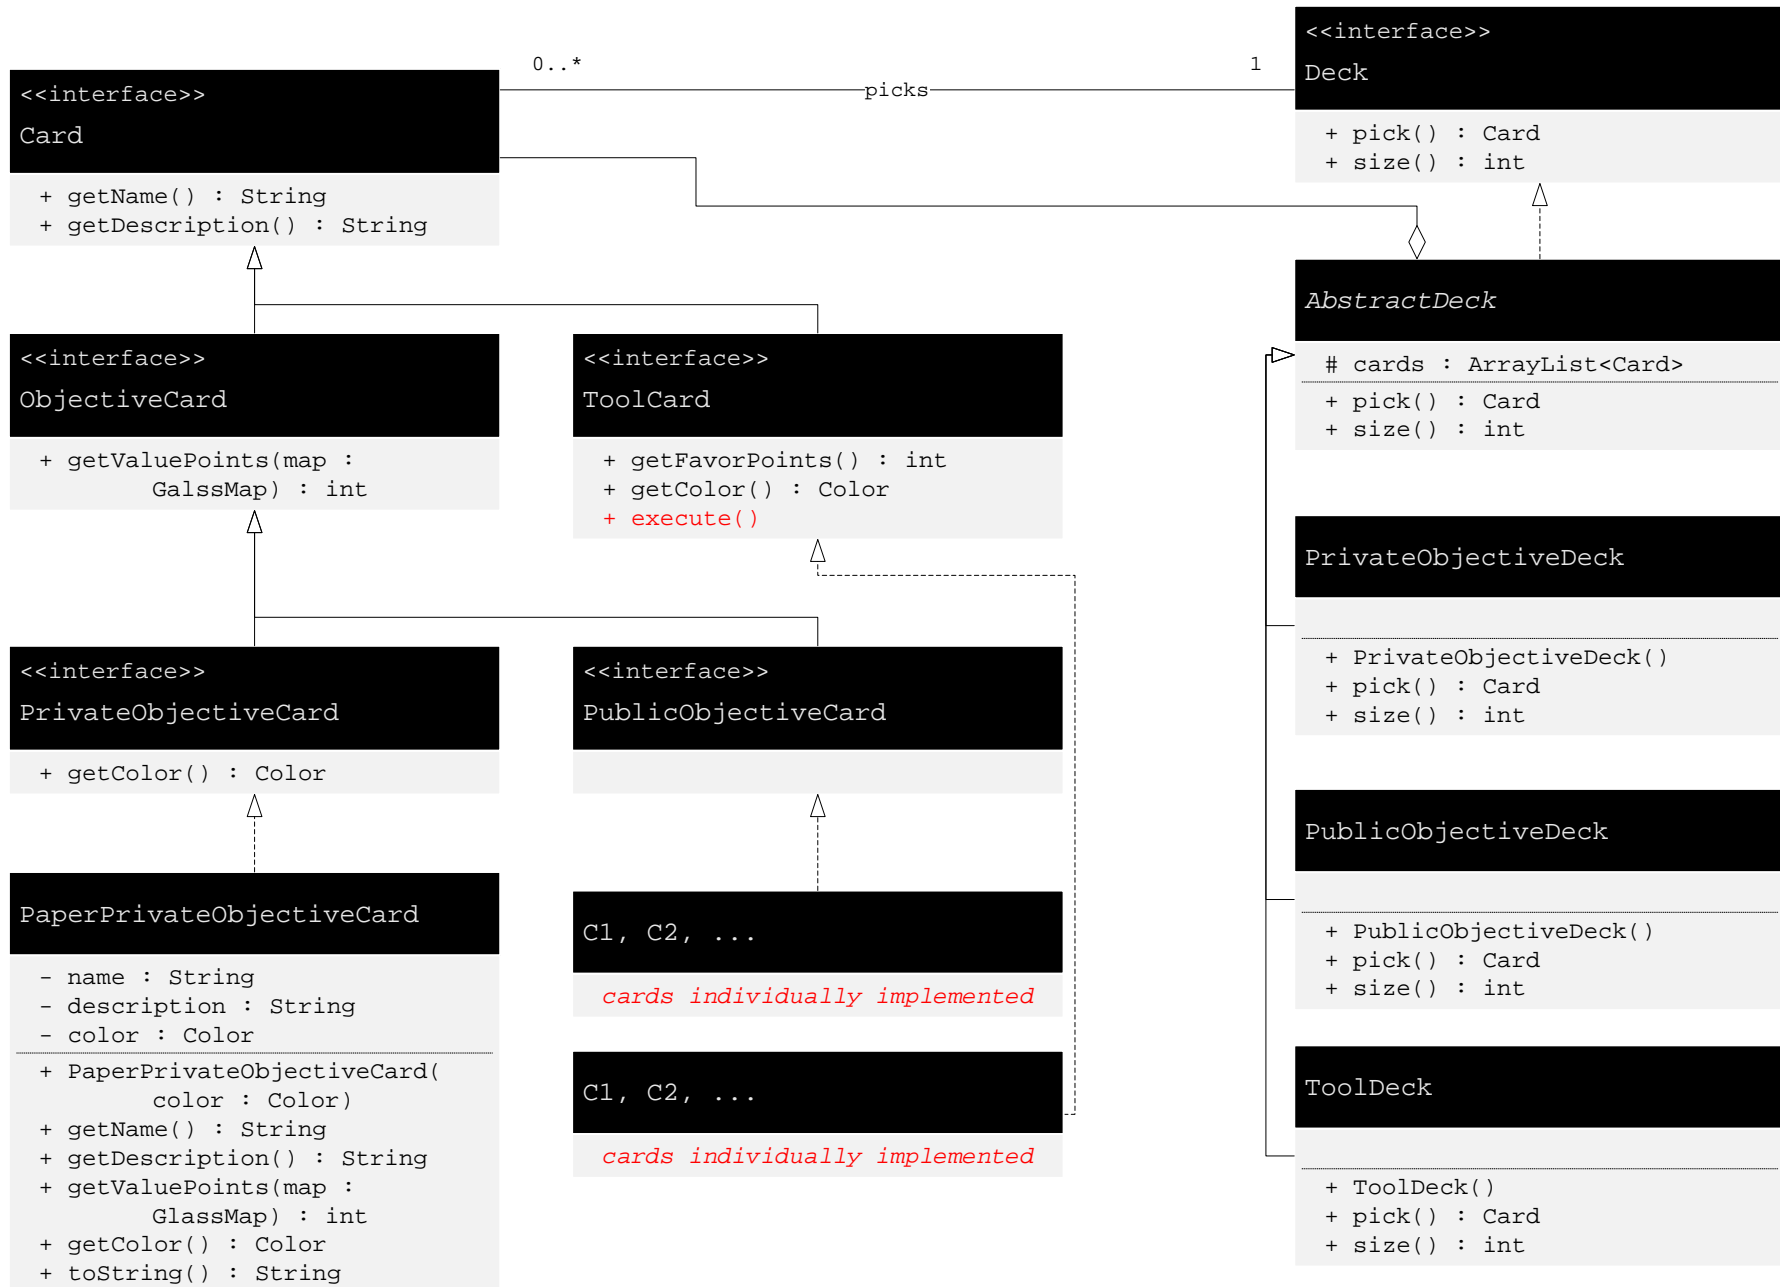 <<interface>>
Card
+ getName() : String
+ getDescription() : String
0..*
picks
1
<<interface>>
Deck
+ pick() : Card
+ size() : int
<<interface>>
ObjectiveCard
+ getValuePoints(map :
GalssMap) : int
<<interface>>
ToolCard
+ getFavorPoints() : int
+ getColor() : Color
+ execute()
AbstractDeck
# cards : ArrayList<Card>
+ pick() : Card
+ size() : int
<<interface>>
PrivateObjectiveCard
+ getColor() : Color
<<interface>>
PublicObjectiveCard
PrivateObjectiveDeck
+ PrivateObjectiveDeck()
+ pick() : Card
+ size() : int
PaperPrivateObjectiveCard
- name : String
- description : String
- color : Color
+ PaperPrivateObjectiveCard(
color : Color)
+ getName() : String
+ getDescription() : String
+ getValuePoints(map :
GlassMap) : int
+ getColor() : Color
+ toString() : String
C1, C2, ...
cards individually implemented
C1, C2, ...
cards individually implemented
PublicObjectiveDeck
+ PublicObjectiveDeck()
+ pick() : Card
+ size() : int
ToolDeck
+ ToolDeck()
+ pick() : Card
+ size() : int